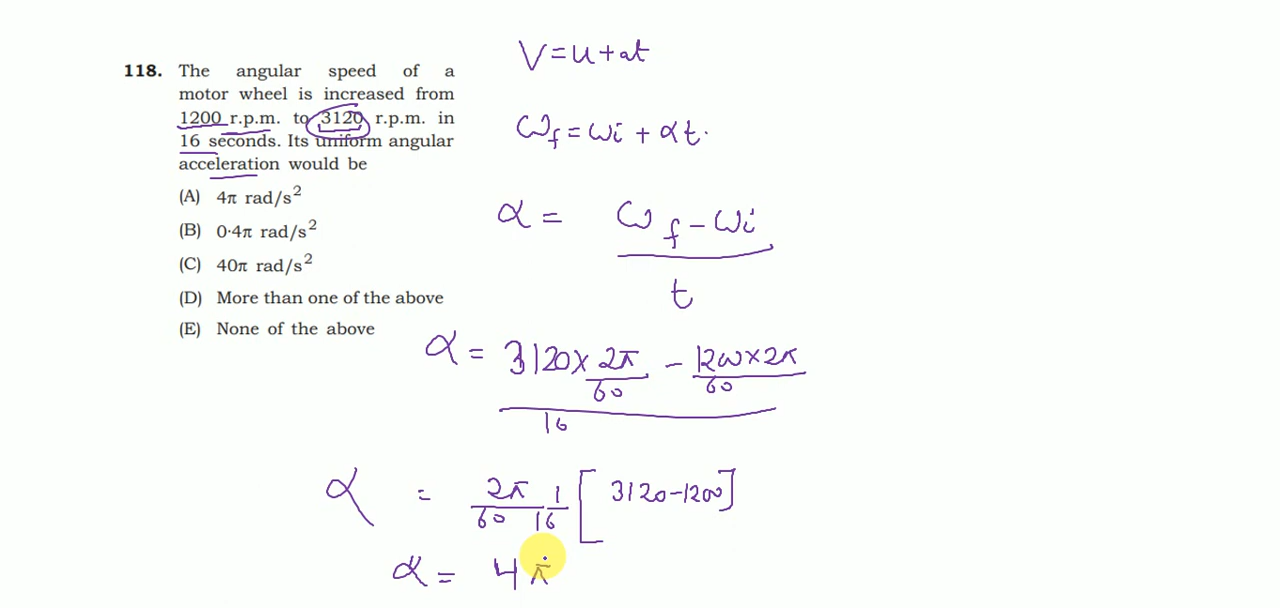 118. The angular speed of a
motor wheel is increased from
1200 r.p.m. to 3120 r.p.m. in
16 seconds. Its uniform angular
acceleration would be
(A) 4π rad/s²
(B) 0·4π rad/s²
(C) 40π rad/s²
(D) More than one of the above
(E) None of the above
V = u + at
ωf = ωi + αt.
α = ωf - ωi
t
α = 3120 × 2π/60 - 1200 × 2π/60
16
α = 2π/60 1/16 [3120 - 1200]
α = 4π